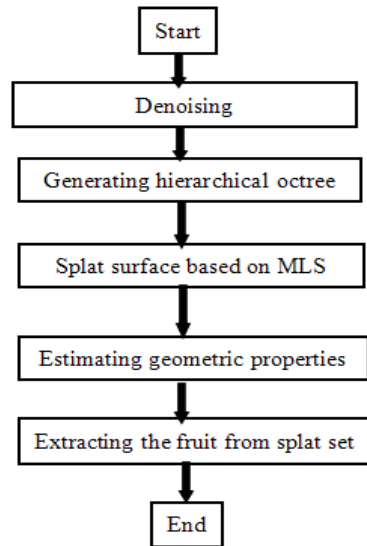 Start
Denoising
Generating hierarchical octree
Splat surface based on MLS
Estimating geometric properties
Extracting the fruit from splat set
End